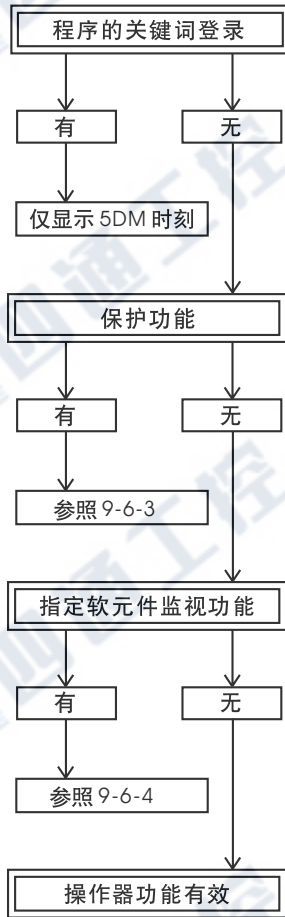 程序的关键词登录
有
无
仅显示 5DM 时刻
保护功能
有
无
参照 9-6-3
指定软元件监视功能
有
无
参照 9-6-4
操作器功能有效